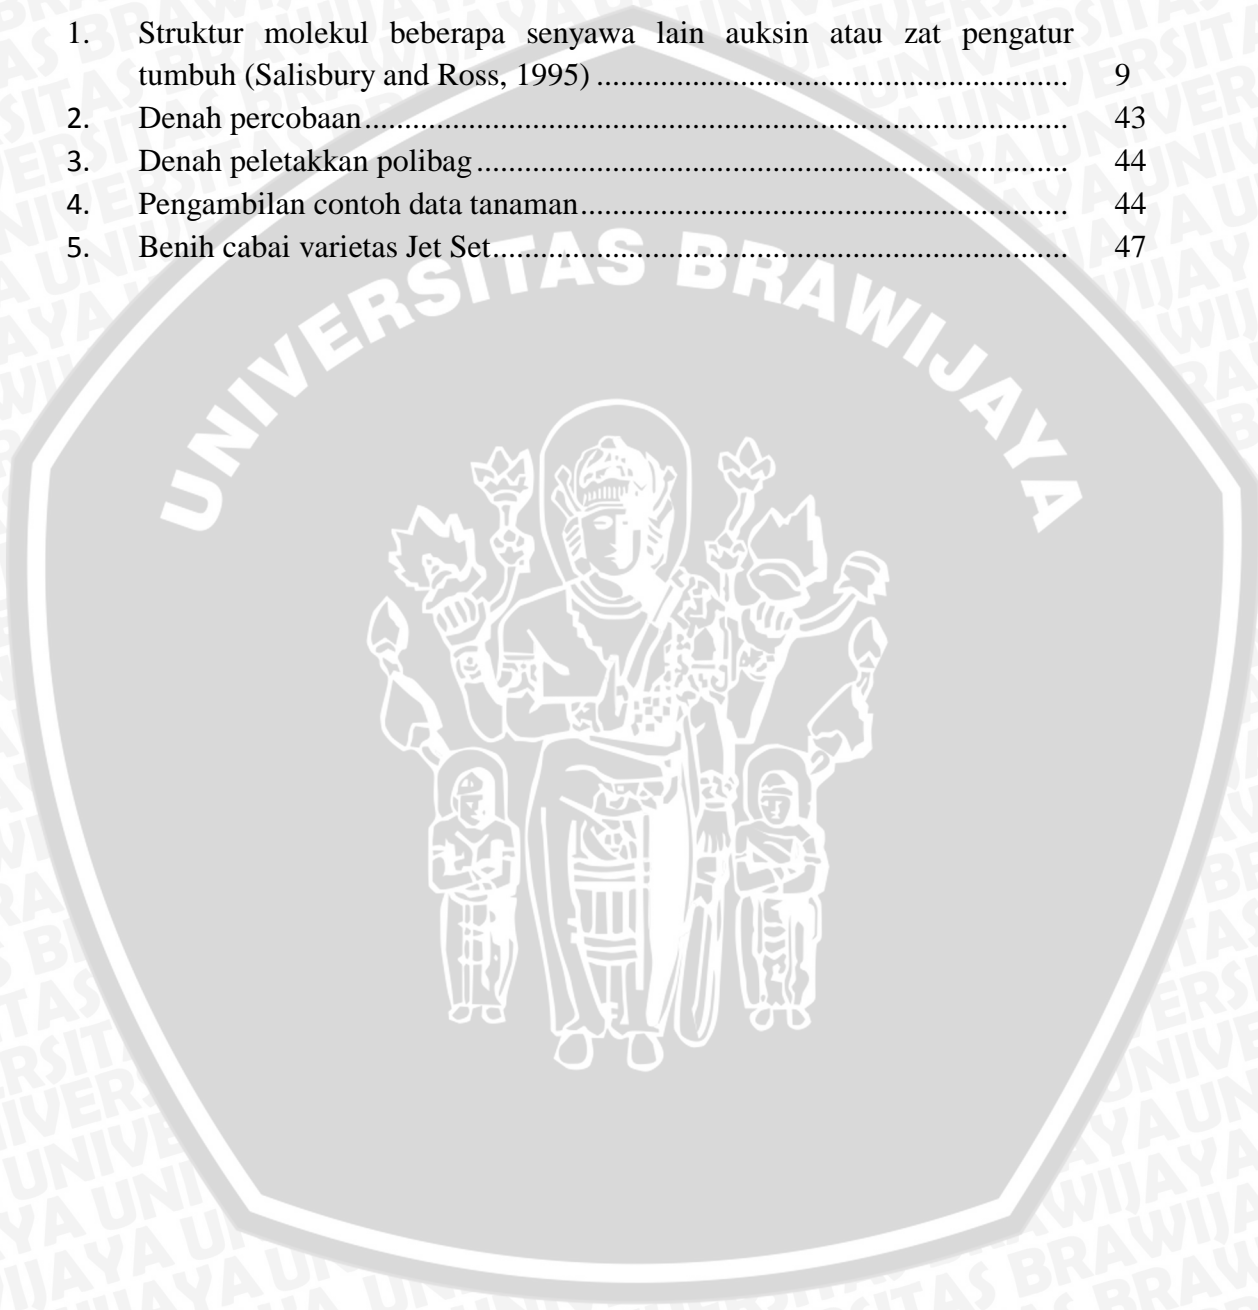 1. Struktur molekul beberapa senyawa lain auksin atau zat pengatur
tumbuh (Salisbury and Ross, 1995) ............................................................ 9
2. Denah percobaan.......................................................................................... 43
3. Denah peletakkan polibag ........................................................................... 44
4. Pengambilan contoh data tanaman.............................................................. 44
5. Benih cabai varietas Jet Set......................................................................... 47
UNIVERSITAS BRAWIJAYA